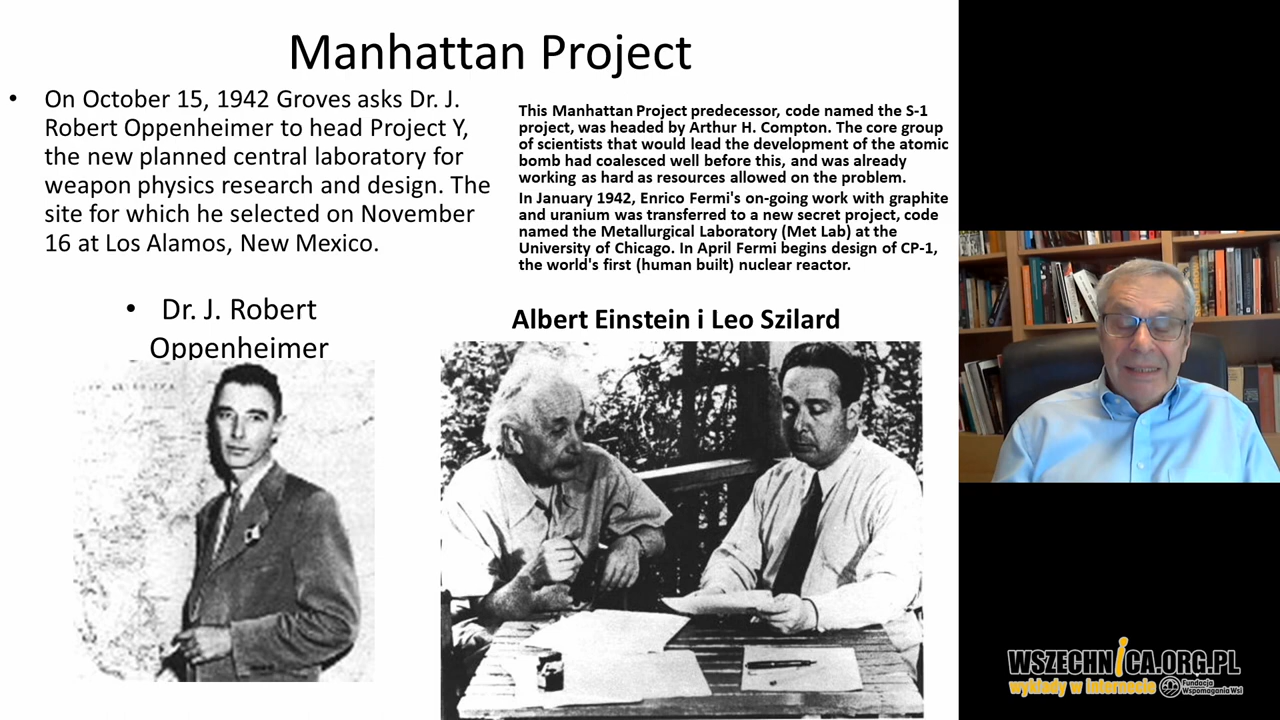 Manhattan Project
• On October 15, 1942 Groves asks Dr. J.
Robert Oppenheimer to head Project Y,
the new planned central laboratory for
weapon physics research and design. The
site for which he selected on November
16 at Los Alamos, New Mexico.
This Manhattan Project predecessor, code named the S-1
project, was headed by Arthur H. Compton. The core group
of scientists that would lead the development of the atomic
bomb had coalesced well before this, and was already
working as hard as resources allowed on the problem.
In January 1942, Enrico Fermi's on-going work with graphite
and uranium was transferred to a new secret project, code
named the Metallurgical Laboratory (Met Lab) at the
University of Chicago. In April Fermi begins design of CP-1,
the world's first (human built) nuclear reactor.
• Dr. J. Robert
Oppenheimer
Albert Einstein i Leo Szilard
WSZECHNICA.ORG.PL
wykłady w internecie
Fundacja
Wspomagania Wsi